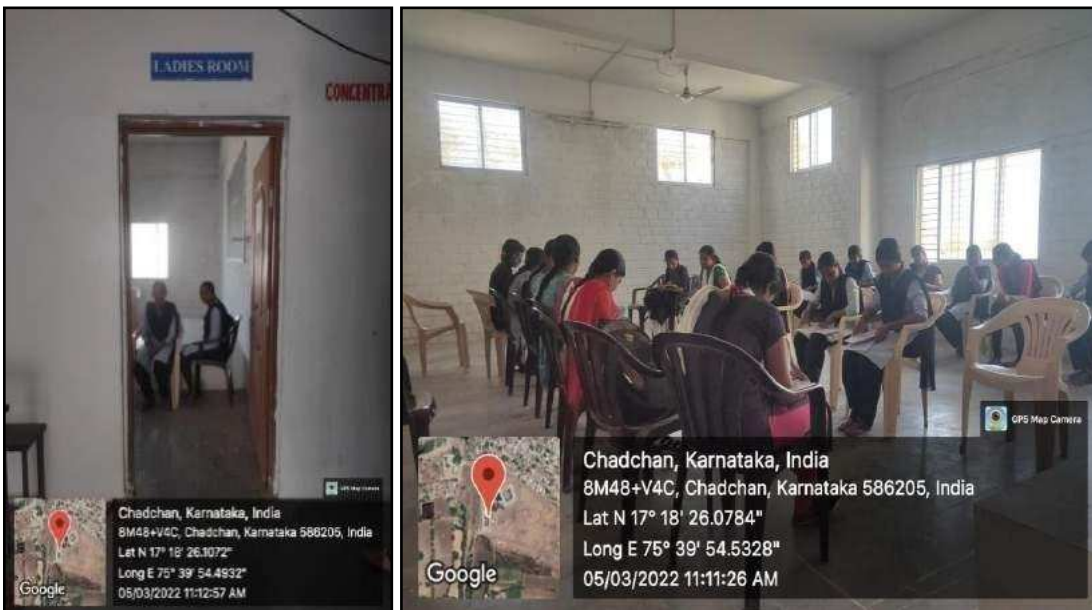 LADIES ROOM
CONCENTRA
GPS Map Camera
Chadchan, Karnataka, India
8M48+V4C, Chadchan, Karnataka 586205, India
Lat N 17° 18' 26.1072"
Long E 75° 39' 54.4932"
05/03/2022 11:12:57 AM
Google
GPS Map Camera
Chadchan, Karnataka, India
8M48+V4C, Chadchan, Karnataka 586205, India
Lat N 17° 18' 26.0784"
Long E 75° 39' 54.5328"
05/03/2022 11:11:26 AM
Google